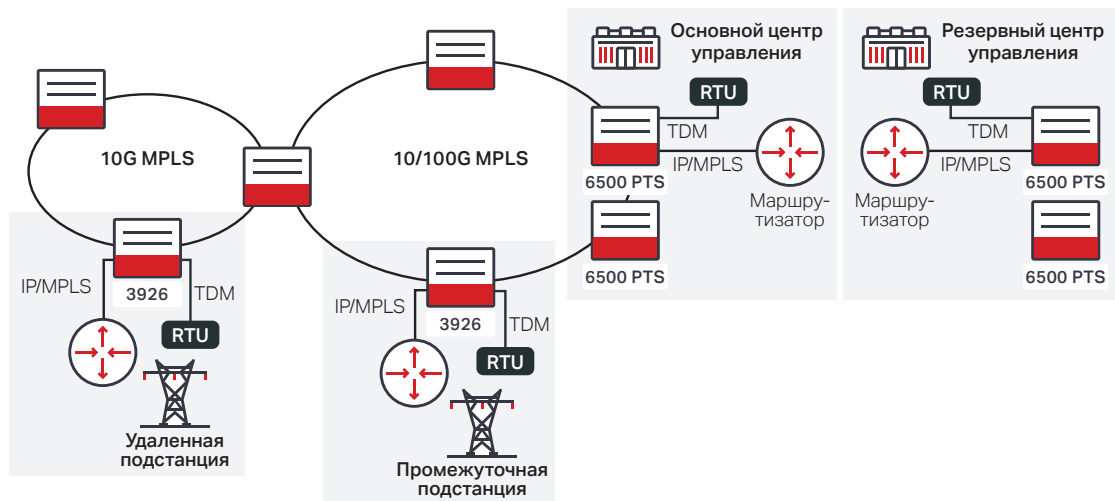 Основной центр
управления
RTU
TDM
IP/MPLS
6500 PTS
Маршру-
тизатор
6500 PTS
Резервный центр
управления
RTU
TDM
IP/MPLS
6500 PTS
Маршру-
тизатор
6500 PTS
10G MPLS
10/100G MPLS
IP/MPLS
3926
TDM
RTU
Удаленная
подстанция
IP/MPLS
3926
TDM
RTU
Промежуточная
подстанция